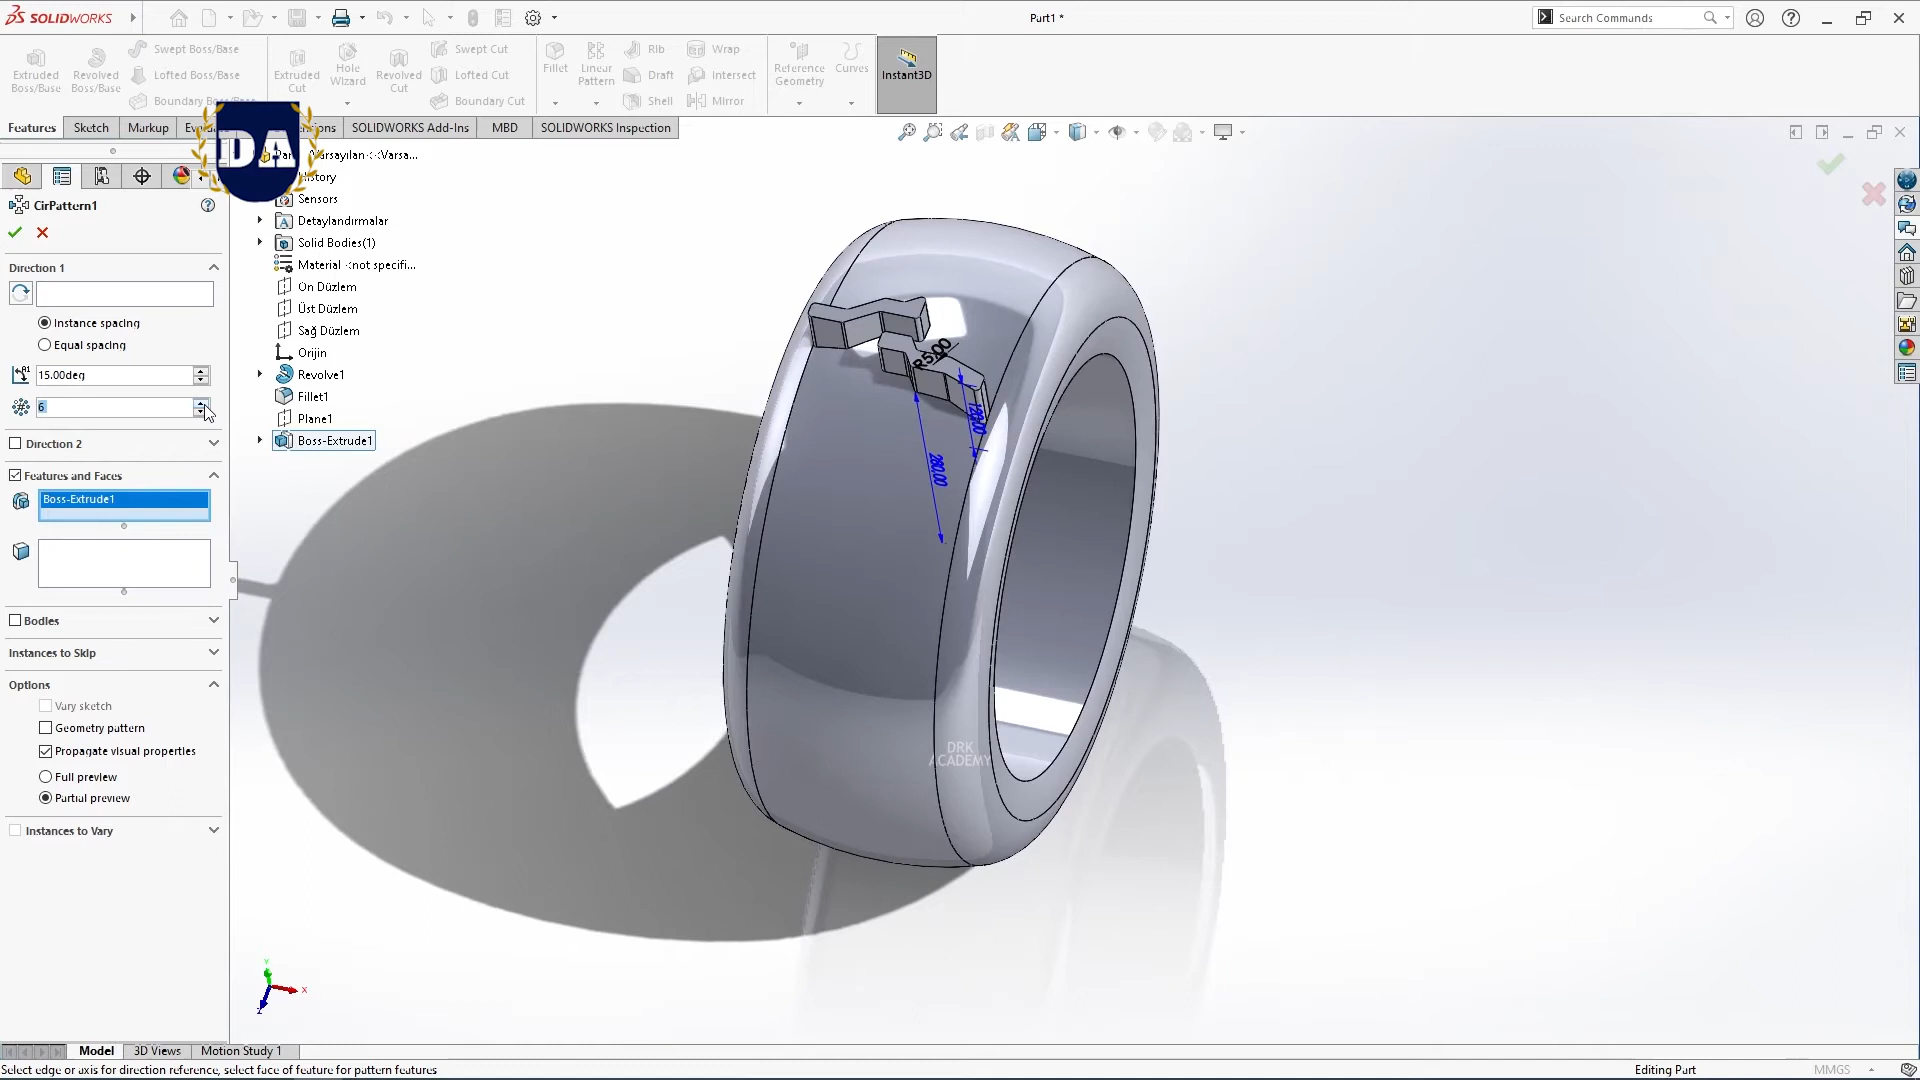 SOLIDWORKS
Part1 *
Search Commands
Extruded Boss/Base
Revolved Boss/Base
Swept Boss/Base
Lofted Boss/Base
Boundary Boss/Base
Extruded Cut
Hole Wizard
Revolved Cut
Swept Cut
Lofted Cut
Boundary Cut
Fillet
Linear Pattern
Rib
Draft
Shell
Wrap
Intersect
Mirror
Reference Geometry
Curves
Instant3D
Features
Sketch
Markup
SOLIDWORKS Add-Ins
MBD
SOLIDWORKS Inspection
DA
History
Sensors
Detaylandırmalar
Solid Bodies(1)
Material <not specifi...
Ön Düzlem
Üst Düzlem
Sağ Düzlem
Orijin
Revolve1
Fillet1
Plane1
Boss-Extrude1
CirPattern1
Direction 1
Instance spacing
Equal spacing
15.00deg
6
Direction 2
Features and Faces
Boss-Extrude1
Bodies
Instances to Skip
Options
Vary sketch
Geometry pattern
Propagate visual properties
Full preview
Partial preview
Instances to Vary
R5.00
120.00
280.00
DRK
ACADEMY
Y
X
Z
Model
3D Views
Motion Study 1
Select edge or axis for direction reference, select face of feature for pattern features
Editing Part
MMGS